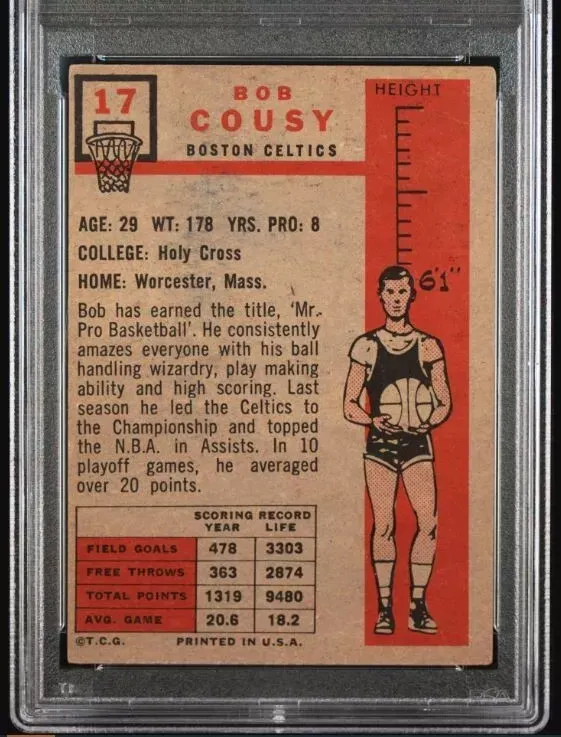 17
BOB
COUSY
BOSTON CELTICS
HEIGHT
6'1"
AGE: 29 WT: 178 YRS. PRO: 8
COLLEGE: Holy Cross
HOME: Worcester, Mass.
Bob has earned the title, 'Mr.
Pro Basketball'. He consistently
amazes everyone with his ball
handling wizardry, play making
ability and high scoring. Last
season he led the Celtics to
the Championship and topped
the N.B.A. in Assists. In 10
playoff games, he averaged
over 20 points.
SCORING RECORD
YEAR LIFE
FIELD GOALS 478 3303
FREE THROWS 363 2874
TOTAL POINTS 1319 9480
AVG. GAME 20.6 18.2
©T.C.G. PRINTED IN U.S.A.
PSA